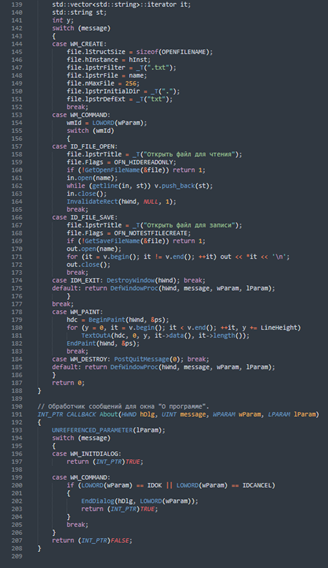 139 std::vector<std::string>::iterator it;
140 std::string st;
141 int y;
142 switch (message)
143 {
144 case WM_CREATE:
145 file.lStructSize = sizeof(OPENFILENAME);
146 file.hInstance = hInst;
147 file.lpstrFilter = _T(".txt");
148 file.lpstrFile = name;
149 file.nMaxFile = 256;
150 file.lpstrInitialDir = _T(".");
151 file.lpstrDefExt = _T("txt");
152 break;
153 case WM_COMMAND:
154 wmId = LOWORD(wParam);
155 switch (wmId)
156 {
157 case ID_FILE_OPEN:
158 file.lpstrTitle = _T("Открыть файл для чтения");
159 file.Flags = OFN_HIDEREADONLY;
160 if (!GetOpenFileName(&file)) return 1;
161 in.open(name);
162 while (getline(in, st)) v.push_back(st);
163 in.close();
164 InvalidateRect(hWnd, NULL, 1);
165 break;
166 case ID_FILE_SAVE:
167 file.lpstrTitle = _T("Открыть файл для записи");
168 file.Flags = OFN_NOTESTFILECREATE;
169 if (!GetSaveFileName(&file)) return 1;
170 out.open(name);
171 for (it = v.begin(); it != v.end(); ++it) out << *it << '\n';
172 out.close();
173 break;
174 case IDM_EXIT: DestroyWindow(hWnd); break;
175 default: return DefWindowProc(hWnd, message, wParam, lParam);
176 }
177 break;
178 case WM_PAINT:
179 hdc = BeginPaint(hWnd, &ps);
180 for (y = 0, it = v.begin(); it < v.end(); ++it, y += LineHeight)
181 TextOutA(hdc, 0, y, it->data(), it->length());
182 EndPaint(hWnd, &ps);
183 break;
184 case WM_DESTROY: PostQuitMessage(0); break;
185 default: return DefWindowProc(hWnd, message, wParam, lParam);
186 }
187 return 0;
188 }
189
190 // Обработчик сообщений для окна "О программе".
191 INT_PTR CALLBACK About(HWND hDlg, UINT message, WPARAM wParam, LPARAM lParam)
192 {
193 UNREFERENCED_PARAMETER(lParam);
194 switch (message)
195 {
196 case WM_INITDIALOG:
197 return (INT_PTR)TRUE;
198
199 case WM_COMMAND:
200 if (LOWORD(wParam) == IDOK || LOWORD(wParam) == IDCANCEL)
201 {
202 EndDialog(hDlg, LOWORD(wParam));
203 return (INT_PTR)TRUE;
204 }
205 break;
206 }
207 return (INT_PTR)FALSE;
208 }
209